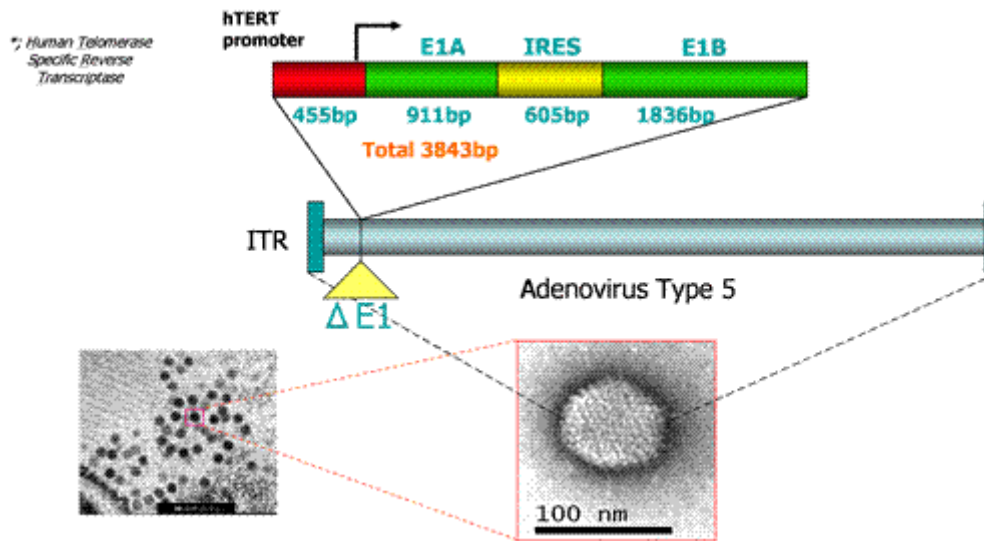 *; Human Telomerase
Specific Reverse
Transcriptase
hTERT
promoter
E1A IRES E1B
455bp 911bp 605bp 1836bp
Total 3843bp
ITR
Adenovirus Type 5
Δ E1
100 nm